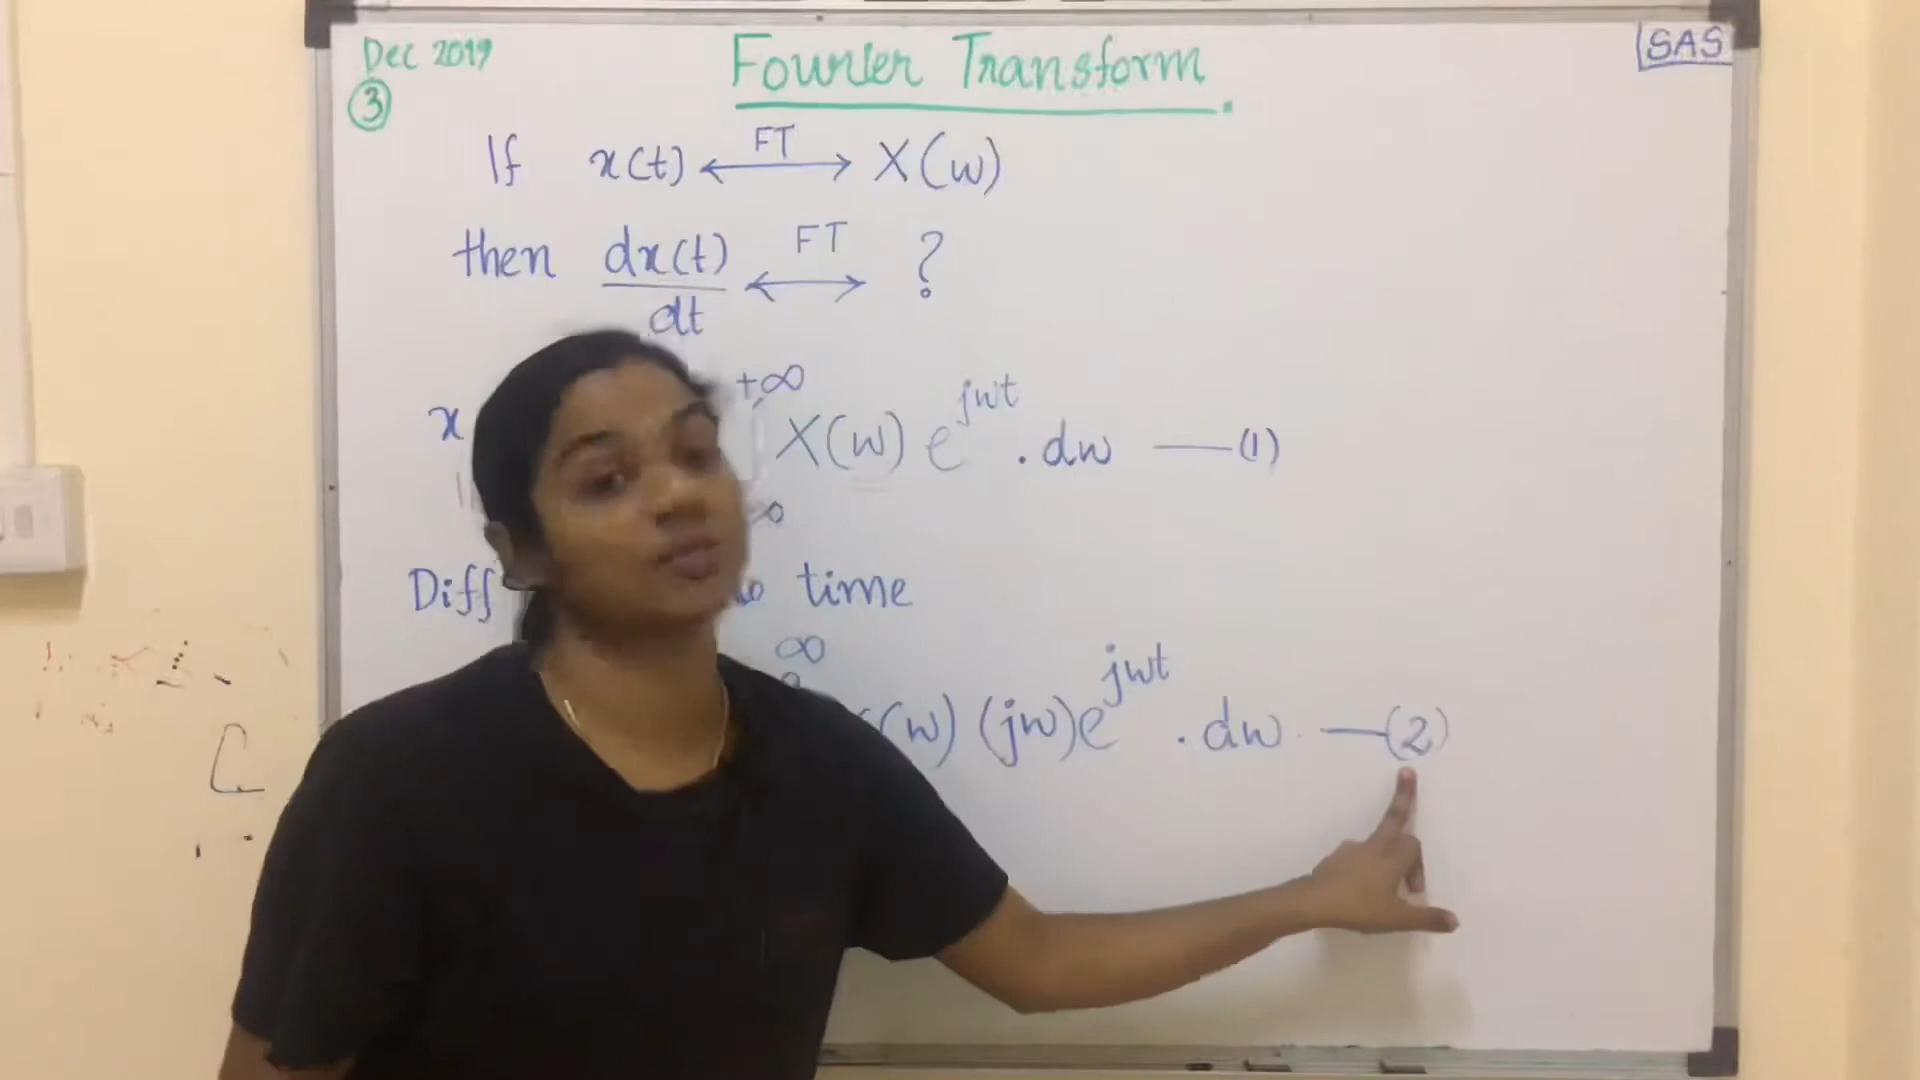 Dec 2019 Fourier Transform SAS
3
If x(t) <-FT-> X(w)
then dx(t)/dt <-FT-> ?
x +∞ ∞ X(w) e^jwt . dw —(1)
Diff time
∞ (w) (jw)e^jwt . dw —(2)